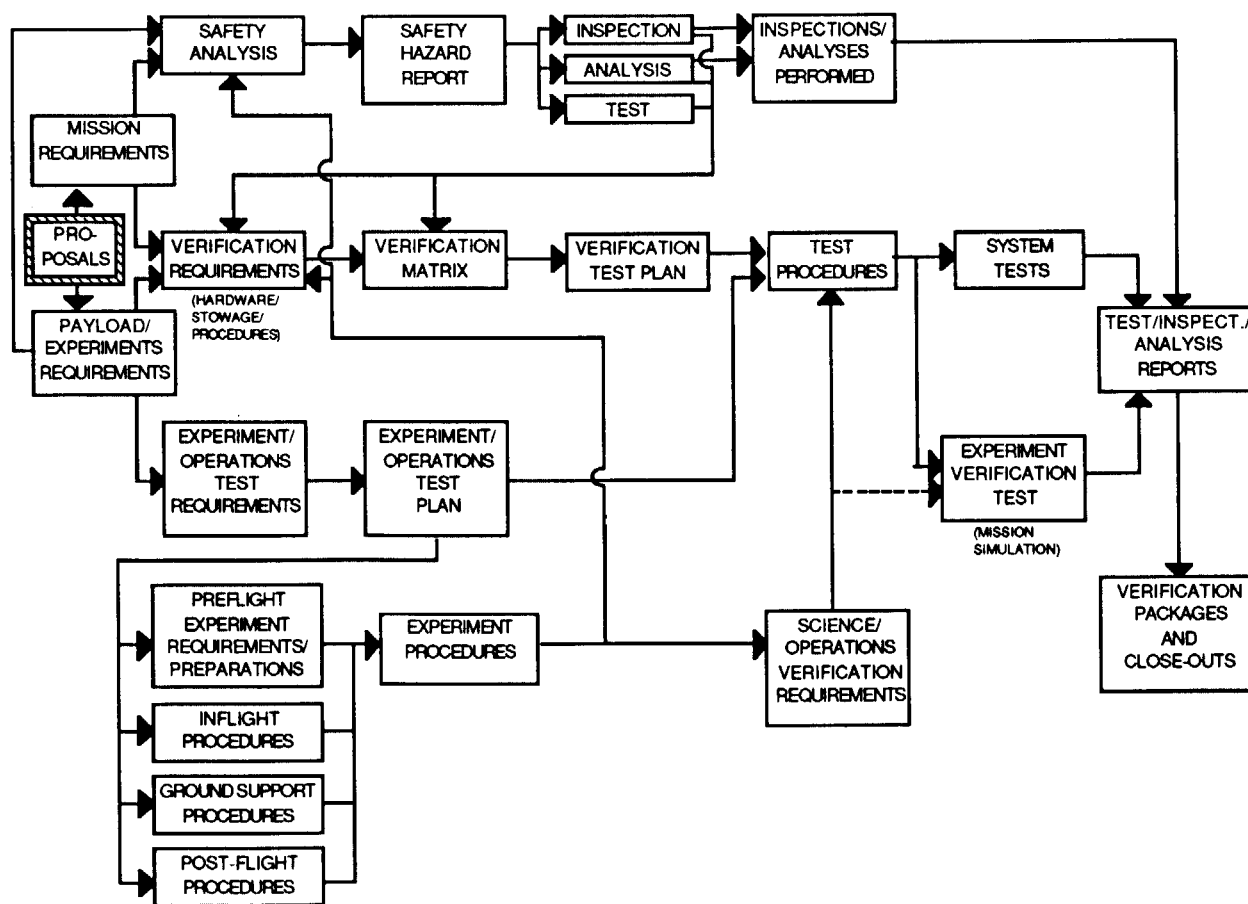 SAFETY
ANALYSIS
SAFETY
HAZARD
REPORT
INSPECTION
ANALYSIS
TEST
INSPECTIONS/
ANALYSES
PERFORMED
MISSION
REQUIREMENTS
PRO-
POSALS
PAYLOAD/
EXPERIMENTS
REQUIREMENTS
VERIFICATION
REQUIREMENTS
(HARDWARE/
STOWAGE/
PROCEDURES)
VERIFICATION
MATRIX
VERIFICATION
TEST PLAN
TEST
PROCEDURES
SYSTEM
TESTS
TEST/INSPECT./
ANALYSIS
REPORTS
EXPERIMENT/
OPERATIONS
TEST
REQUIREMENTS
EXPERIMENT/
OPERATIONS
TEST
PLAN
EXPERIMENT
VERIFICATION
TEST
(MISSION
SIMULATION)
PREFLIGHT
EXPERIMENT
REQUIREMENTS/
PREPARATIONS
EXPERIMENT
PROCEDURES
SCIENCE/
OPERATIONS
VERIFICATION
REQUIREMENTS
VERIFICATION
PACKAGES
AND
CLOSE-OUTS
INFLIGHT
PROCEDURES
GROUND SUPPORT
PROCEDURES
POST-FLIGHT
PROCEDURES